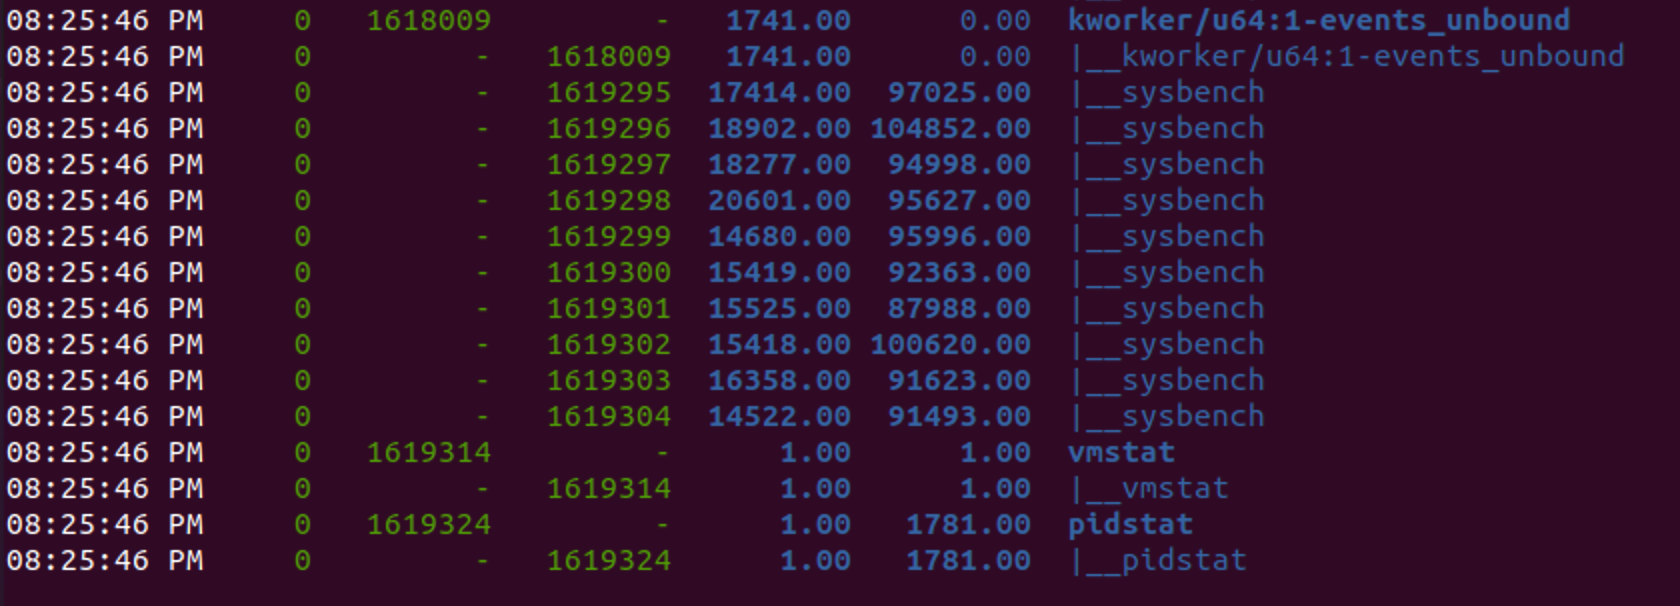 08:25:46 PM 0 1618009 - 1741.00 0.00 kworker/u64:1-events_unbound
08:25:46 PM 0 - 1618009 1741.00 0.00 |__kworker/u64:1-events_unbound
08:25:46 PM 0 - 1619295 17414.00 97025.00 |__sysbench
08:25:46 PM 0 - 1619296 18902.00 104852.00 |__sysbench
08:25:46 PM 0 - 1619297 18277.00 94998.00 |__sysbench
08:25:46 PM 0 - 1619298 20601.00 95627.00 |__sysbench
08:25:46 PM 0 - 1619299 14680.00 95996.00 |__sysbench
08:25:46 PM 0 - 1619300 15419.00 92363.00 |__sysbench
08:25:46 PM 0 - 1619301 15525.00 87988.00 |__sysbench
08:25:46 PM 0 - 1619302 15418.00 100620.00 |__sysbench
08:25:46 PM 0 - 1619303 16358.00 91623.00 |__sysbench
08:25:46 PM 0 - 1619304 14522.00 91493.00 |__sysbench
08:25:46 PM 0 1619314 - 1.00 1.00 vmstat
08:25:46 PM 0 - 1619314 1.00 1.00 |__vmstat
08:25:46 PM 0 1619324 - 1.00 1781.00 pidstat
08:25:46 PM 0 - 1619324 1.00 1781.00 |__pidstat